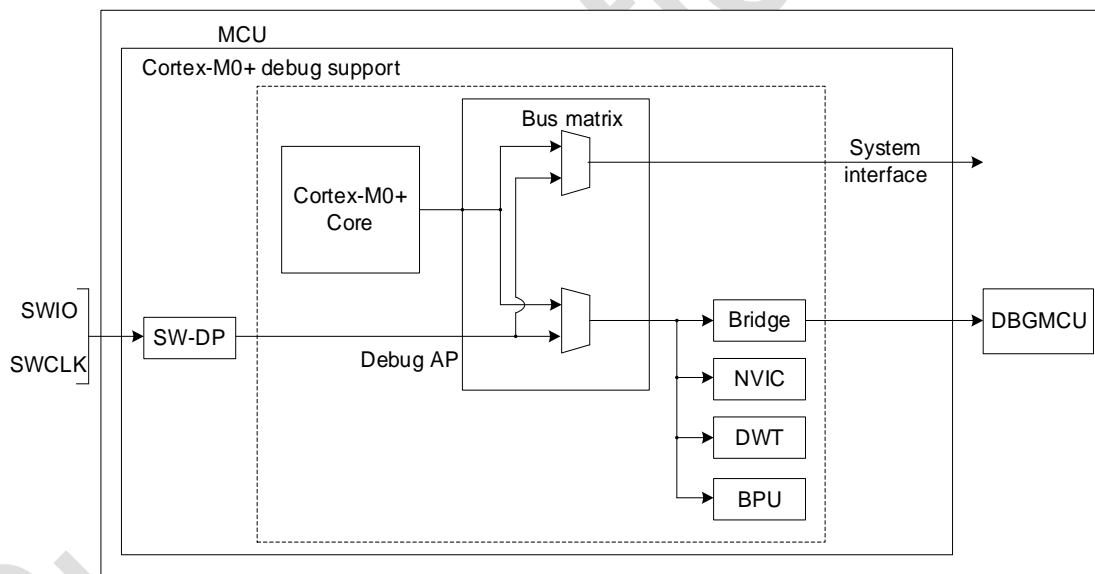 MCU
Cortex-M0+ debug support
Bus matrix
System
interface
Cortex-M0+
Core
SWIO
SWCLK
SW-DP
Debug AP
Bridge
DBGMCU
NVIC
DWT
BPU